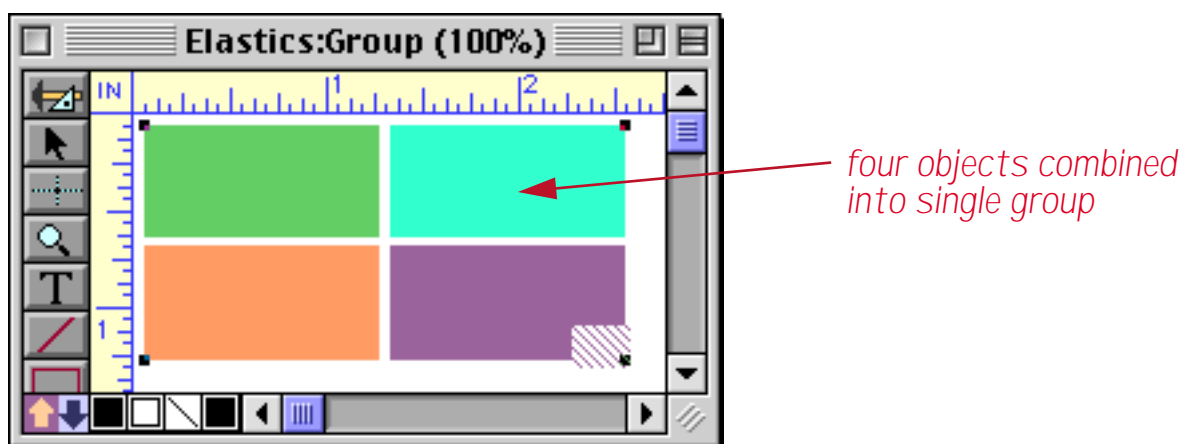 Elastics:Group (100%)
IN 1 2
four objects combined
into single group
T
1